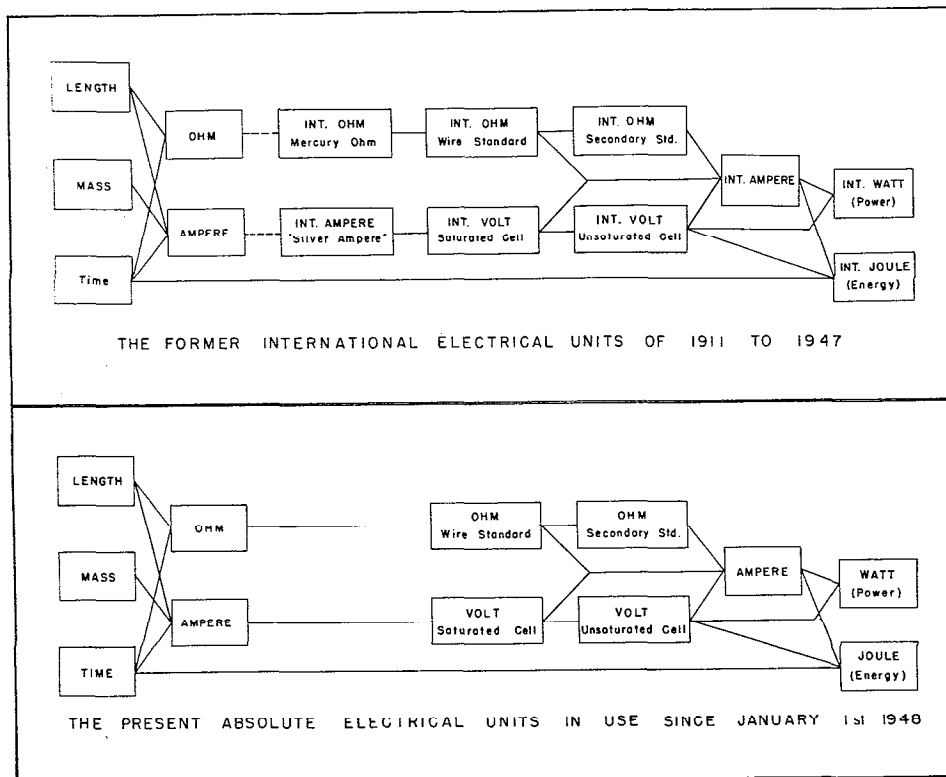 LENGTH
MASS
Time
OHM
AMPERE
INT. OHM
Mercury Ohm
INT. AMPERE
"Silver Ampere"
INT. OHM
Wire Standard
INT. VOLT
Saturated Cell
INT. OHM
Secondary Std.
INT. VOLT
Unsaturated Cell
INT. AMPERE
INT. WATT
(Power)
INT. JOULE
(Energy)
THE FORMER INTERNATIONAL ELECTRICAL UNITS OF 1911 TO 1947
LENGTH
MASS
TIME
OHM
AMPERE
OHM
Wire Standard
VOLT
Saturated Cell
OHM
Secondary Std.
VOLT
Unsaturated Cell
AMPERE
WATT
(Power)
JOULE
(Energy)
THE PRESENT ABSOLUTE ELECTRICAL UNITS IN USE SINCE JANUARY 1st 1948